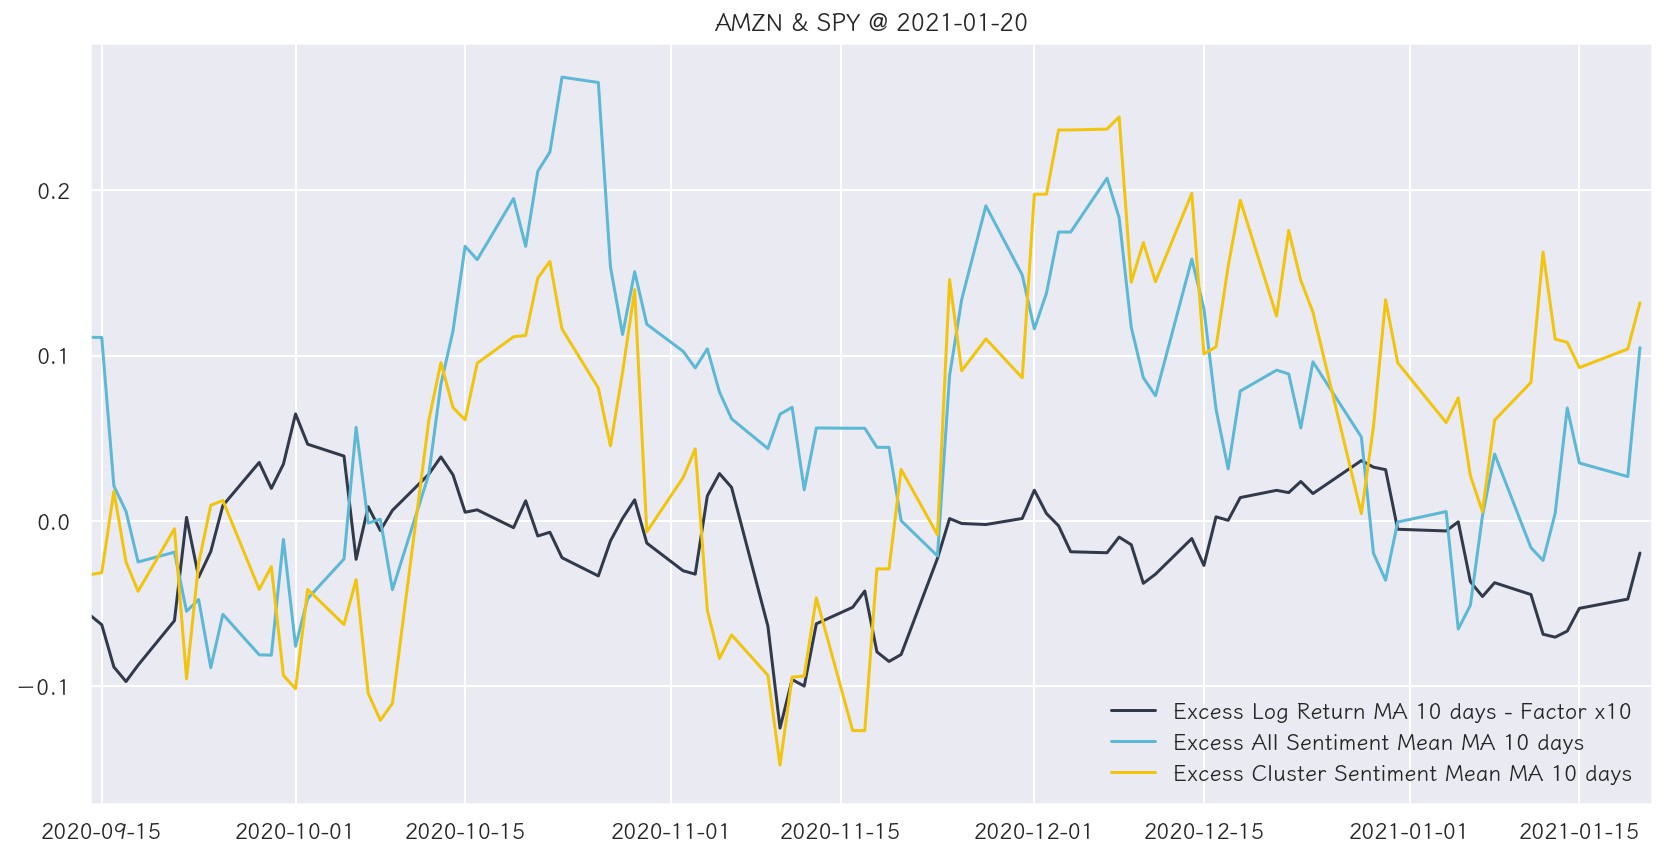 AMZN & SPY @ 2021-01-20
0.2
0.1
0.0
−0.1
Excess Log Return MA 10 days - Factor x10
Excess All Sentiment Mean MA 10 days
Excess Cluster Sentiment Mean MA 10 days
2020-09-15 2020-10-01 2020-10-15 2020-11-01 2020-11-15 2020-12-01 2020-12-15 2021-01-01 2021-01-15